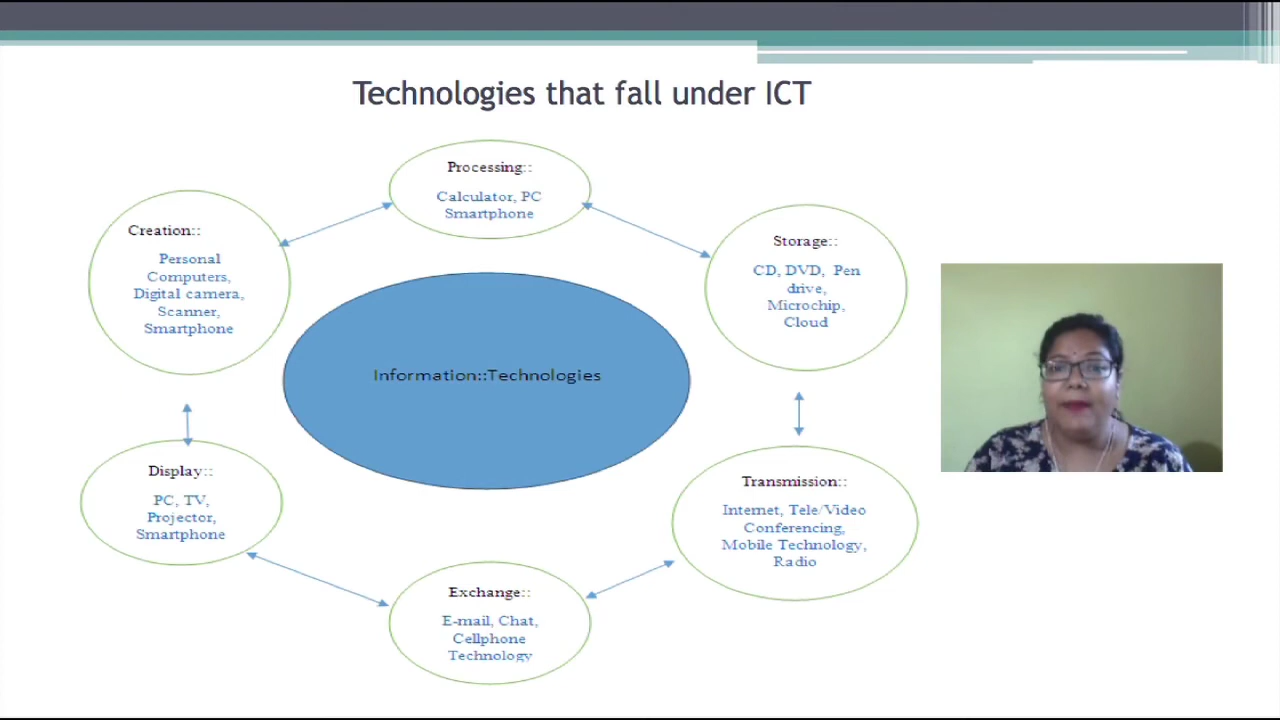 Technologies that fall under ICT
Processing::
Calculator, PC
Smartphone
Creation::
Personal
Computers,
Digital camera,
Scanner,
Smartphone
Storage::
CD, DVD, Pen
drive,
Microchip,
Cloud
Information::Technologies
Display::
PC, TV,
Projector,
Smartphone
Transmission::
Internet, Tele/Video
Conferencing,
Mobile Technology,
Radio
Exchange::
E-mail, Chat,
Cellphone
Technology